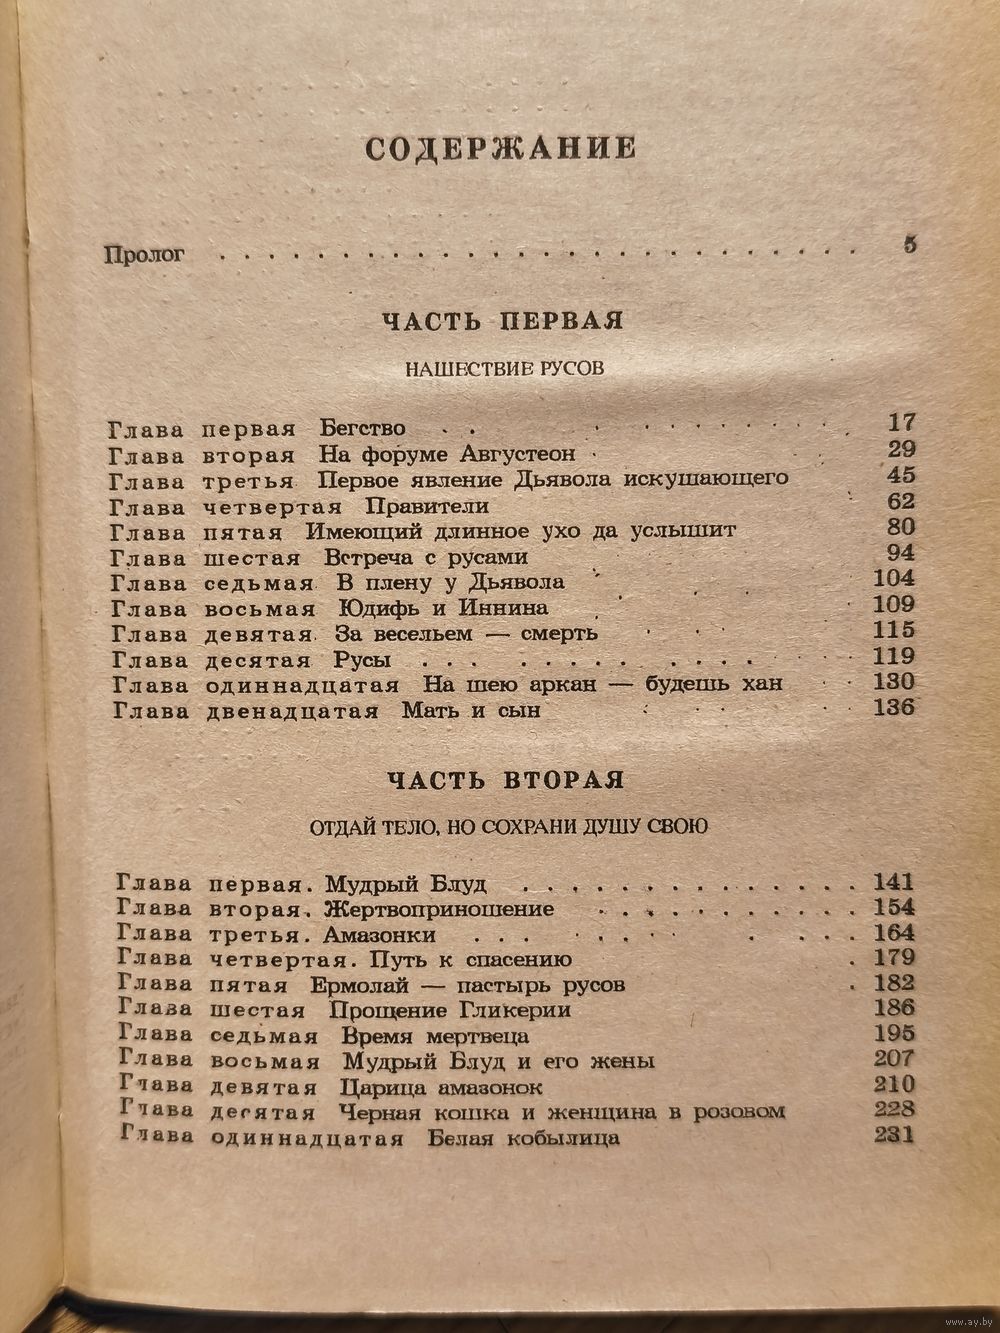 СОДЕРЖАНИЕ
Пролог . . . . . . . . . . . . . . . . . . . . . . . . . . . 5
ЧАСТЬ ПЕРВАЯ
НАШЕСТВИЕ РУСОВ
Глава первая Бегство 17
Глава вторая На форуме Августеон 29
Глава третья Первое явление Дьявола искушающего 45
Глава четвертая Правители 62
Глава пятая Имеющий длинное ухо да услышит 80
Глава шестая Встреча с русами 94
Глава седьмая В плену у Дьявола 104
Глава восьмая Юдифь и Иннина 109
Глава девятая За весельем — смерть 115
Глава десятая Русы 119
Глава одиннадцатая На шею аркан — будешь хан 130
Глава двенадцатая Мать и сын 136
ЧАСТЬ ВТОРАЯ
ОТДАЙ ТЕЛО, НО СОХРАНИ ДУШУ СВОЮ
Глава первая. Мудрый Блуд . . . . . . . . . . . . . . 141
Глава вторая. Жертвоприношение . . . . . . . . . . . 154
Глава третья. Амазонки 164
Глава четвертая. Путь к спасению 179
Глава пятая Ермолай — пастырь русов 182
Глава шестая Прощение Гликерии 186
Глава седьмая Время мертвеца 195
Глава восьмая Мудрый Блуд и его жены 207
Глава девятая Царица амазонок 210
Глава десятая Черная кошка и женщина в розовом 228
Глава одиннадцатая Белая кобылица 231
www.ay.by